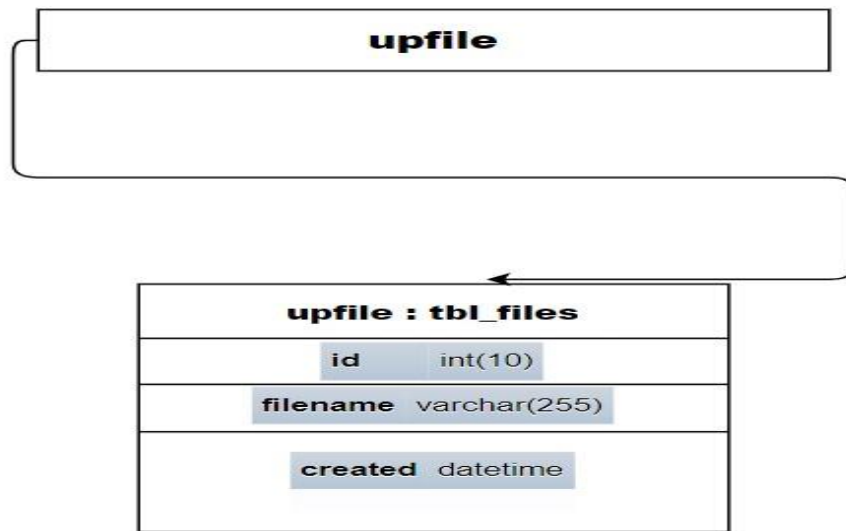 upfile
upfile : tbl_files
id int(10)
filename varchar(255)
created datetime